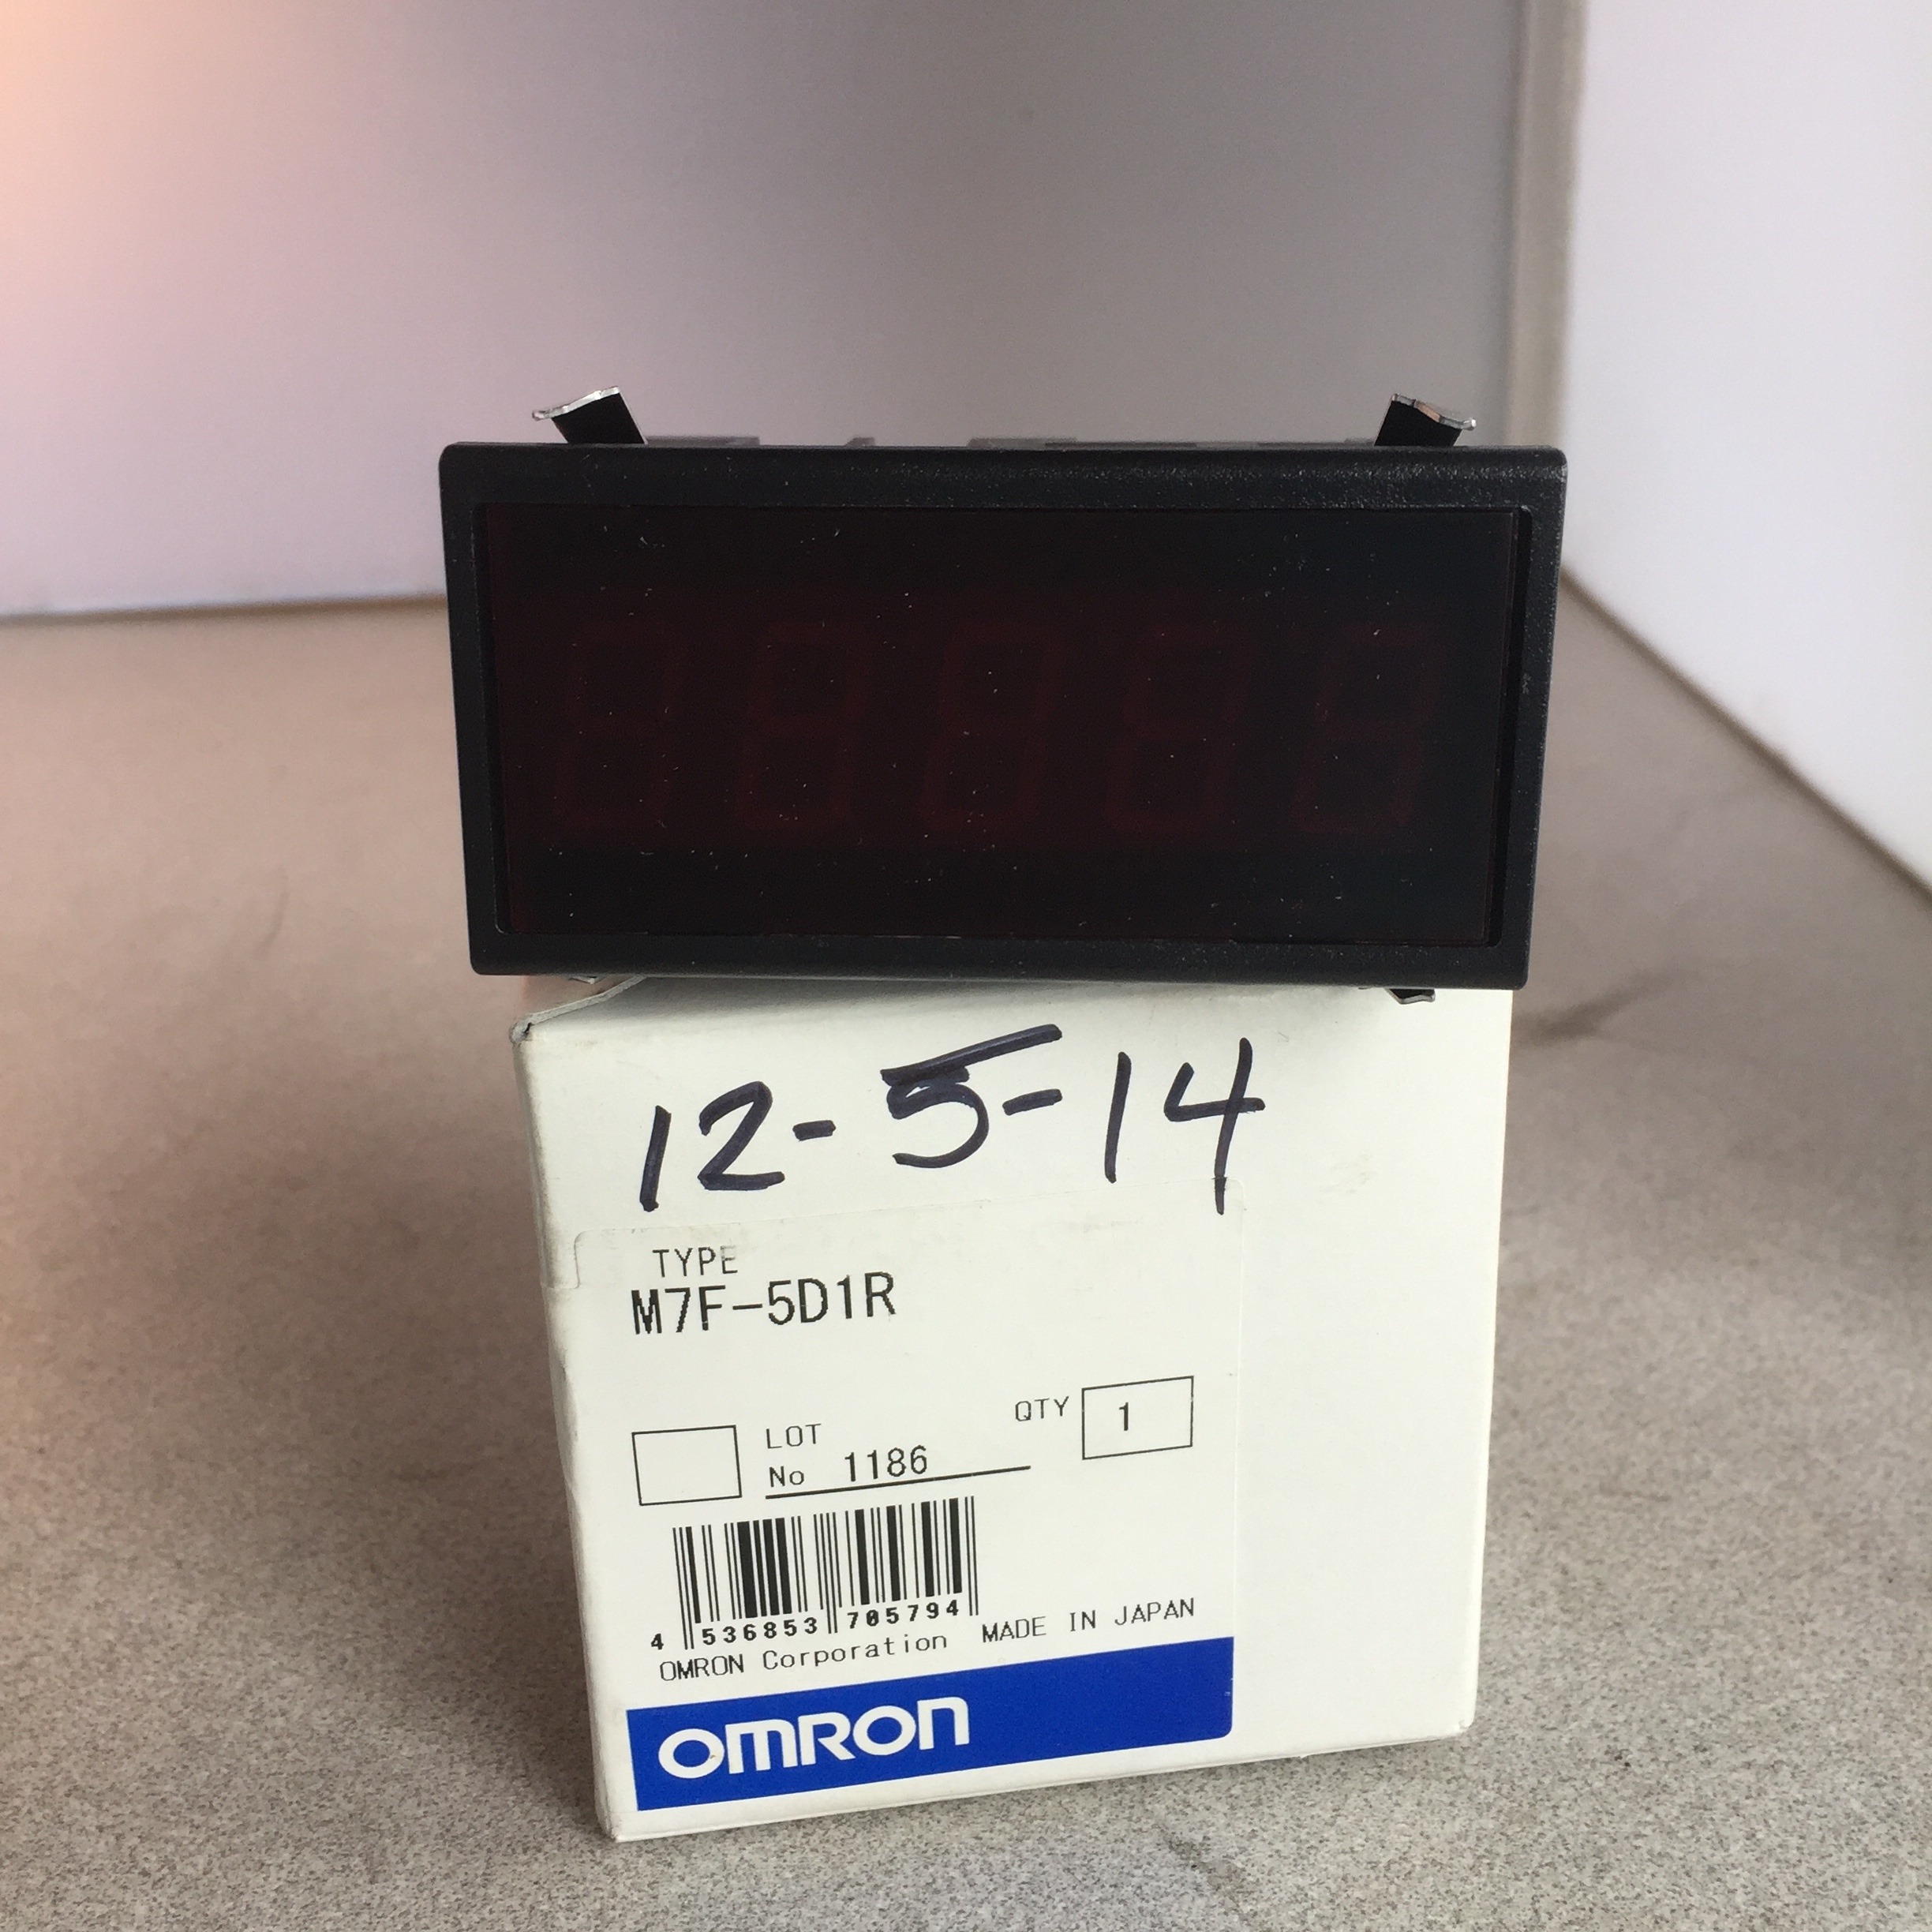 12-5-14
TYPE
M7F-5D1R
QTY 1
LOT
No 1186
4 536853 705794
OMRON Corporation MADE IN JAPAN
OMRON